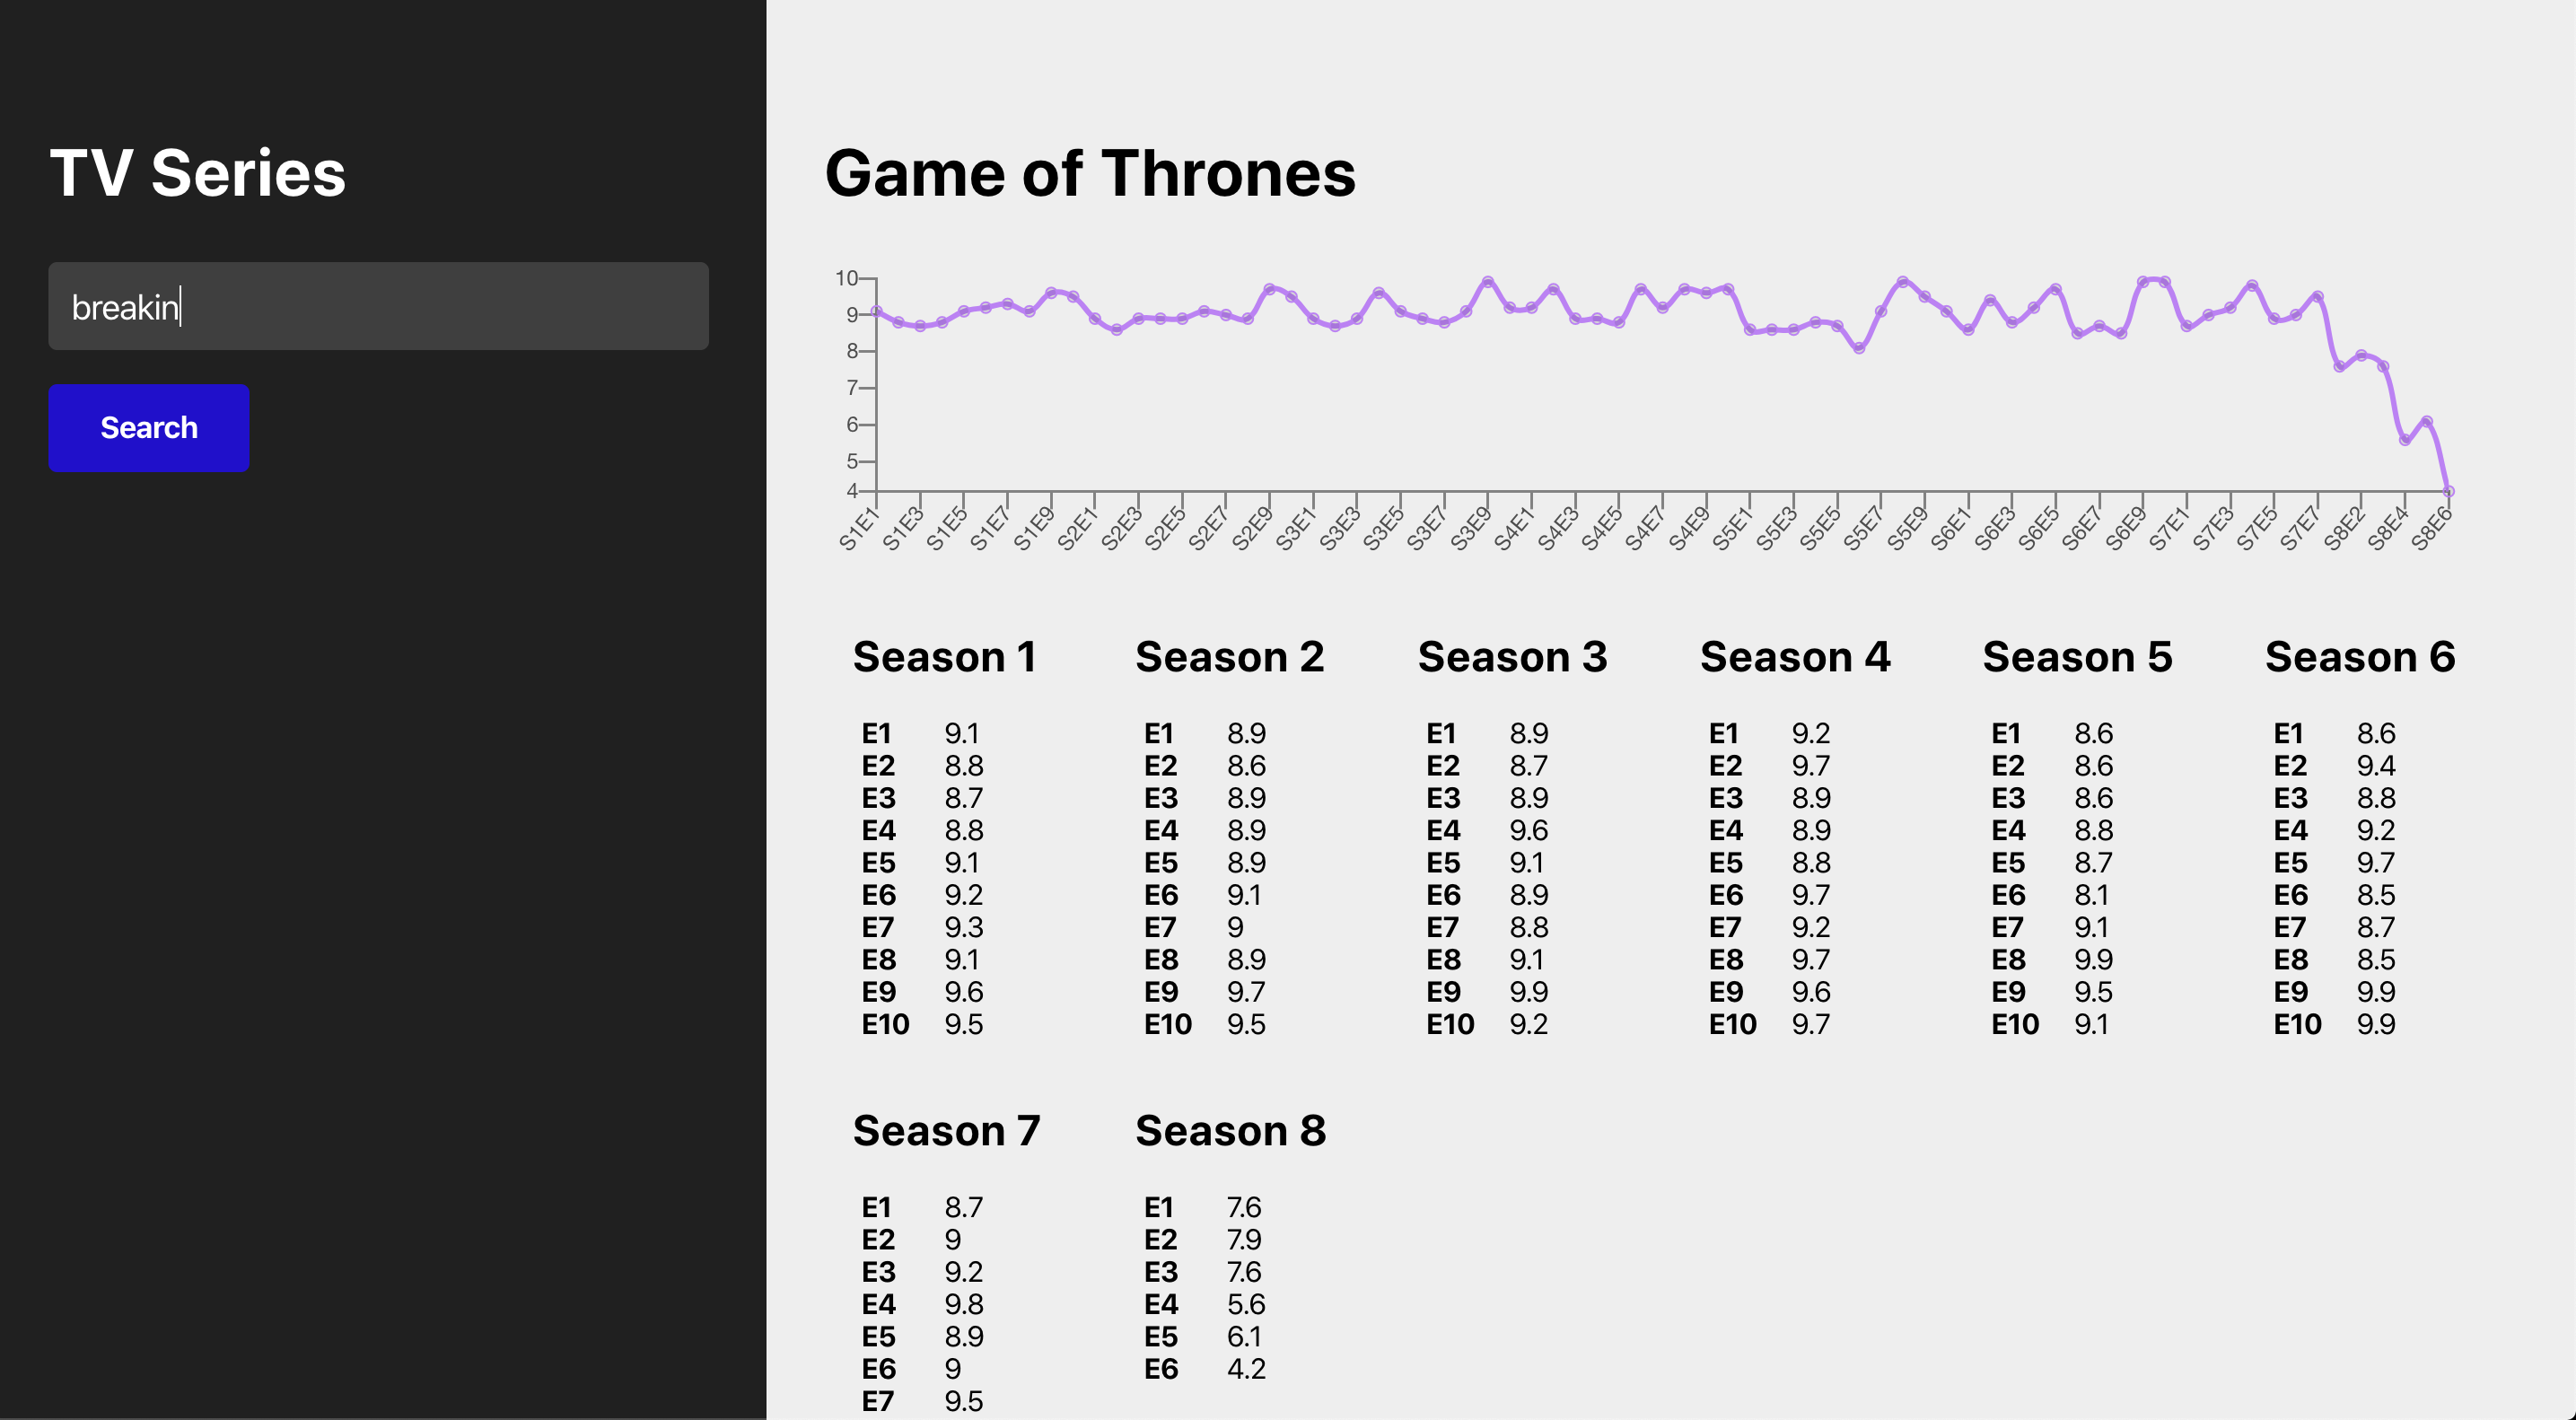 TV Series
breakin
Search
Game of Thrones
10
9
8
7
6
5
4
S1E1 S1E3 S1E5 S1E7 S1E9 S2E1 S2E3 S2E5 S2E7 S2E9 S3E1 S3E3 S3E5 S3E7 S3E9 S4E1 S4E3 S4E5 S4E7 S4E9 S5E1 S5E3 S5E5 S5E7 S5E9 S6E1 S6E3 S6E5 S6E7 S6E9 S7E1 S7E3 S7E5 S7E7 S8E2 S8E4 S8E6
Season 1 Season 2 Season 3 Season 4 Season 5 Season 6
E1 9.1 E1 8.9 E1 8.9 E1 9.2 E1 8.6 E1 8.6
E2 8.8 E2 8.6 E2 8.7 E2 9.7 E2 8.6 E2 9.4
E3 8.7 E3 8.9 E3 8.9 E3 8.9 E3 8.6 E3 8.8
E4 8.8 E4 8.9 E4 9.6 E4 8.9 E4 8.8 E4 9.2
E5 9.1 E5 8.9 E5 9.1 E5 8.8 E5 8.7 E5 9.7
E6 9.2 E6 9.1 E6 8.9 E6 9.7 E6 8.1 E6 8.5
E7 9.3 E7 9 E7 8.8 E7 9.2 E7 9.1 E7 8.7
E8 9.1 E8 8.9 E8 9.1 E8 9.7 E8 9.9 E8 8.5
E9 9.6 E9 9.7 E9 9.9 E9 9.6 E9 9.5 E9 9.9
E10 9.5 E10 9.5 E10 9.2 E10 9.7 E10 9.1 E10 9.9
Season 7 Season 8
E1 8.7 E1 7.6
E2 9 E2 7.9
E3 9.2 E3 7.6
E4 9.8 E4 5.6
E5 8.9 E5 6.1
E6 9 E6 4.2
E7 9.5